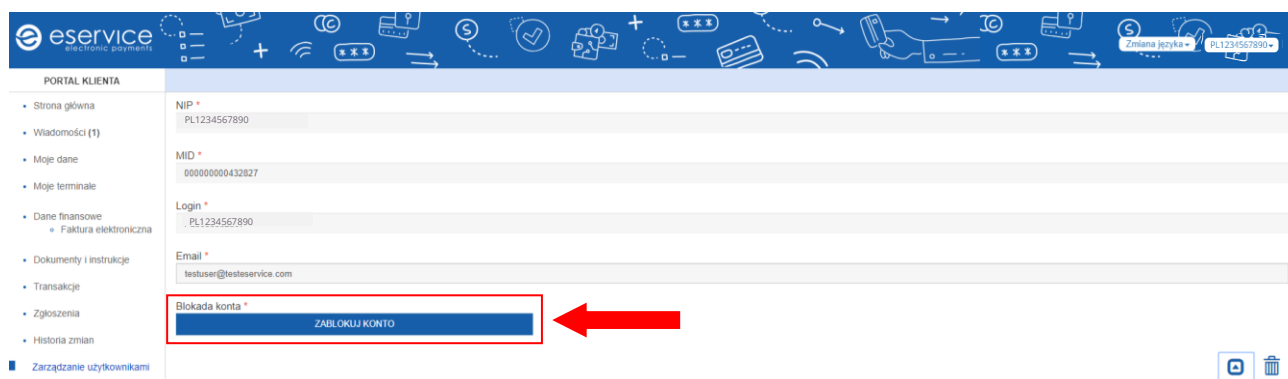 eservice
electronic payments
Zmiana języka
PL1234567890
PORTAL KLIENTA
Strona główna
Wiadomości (1)
Moje dane
Moje terminale
Dane finansowe
Faktura elektroniczna
Dokumenty i instrukcje
Transakcje
Zgłoszenia
Historia zmian
Zarządzanie użytkownikami
NIP *
PL1234567890
MID *
000000000432827
Login *
PL1234567890
Email *
testuser@testeservice.com
Blokada konta *
ZABLOKUJ KONTO